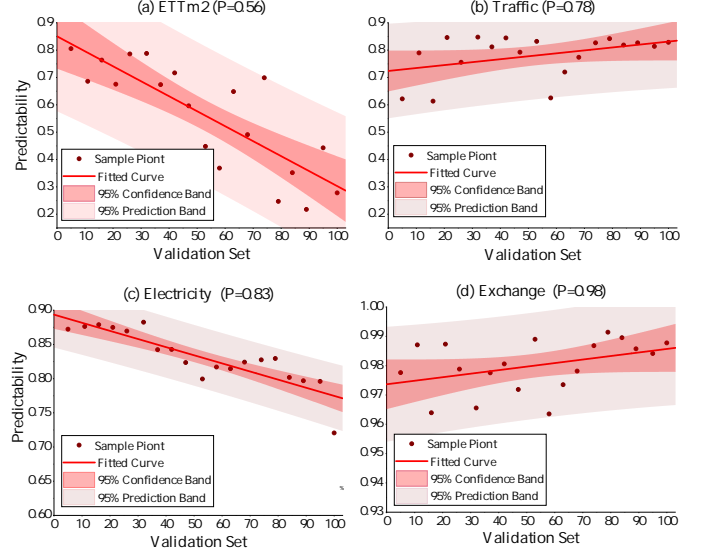 (a) ETTm2 (P=0.56)
0.9
0.8
0.7
0.6
0.5
0.4
0.3
0.2
Predictability
Sample Piont
Fitted Curve
95% Confidence Band
95% Prediction Band
0 10 20 30 40 50 60 70 80 90 100
Validation Set
(b) Traffic (P=0.78)
0.9
0.8
0.7
0.6
0.5
0.4
0.3
0.2
Sample Piont
Fitted Curve
95% Confidence Band
95% Prediction Band
0 10 20 30 40 50 60 70 80 90 100
Validation Set
(c) Electricity (P=0.83)
0.90
0.85
0.80
0.75
0.70
0.65
0.60
Predictability
Sample Piont
Fitted Curve
95% Confidence Band
95% Prediction Band
%
0 10 20 30 40 50 60 70 80 90 100
Validation Set
(d) Exchange (P=0.98)
1.00
0.99
0.98
0.97
0.96
0.95
0.94
0.93
Sample Piont
Fitted Curve
95% Confidence Band
95% Prediction Band
0 10 20 30 40 50 60 70 80 90 100
Validation Set